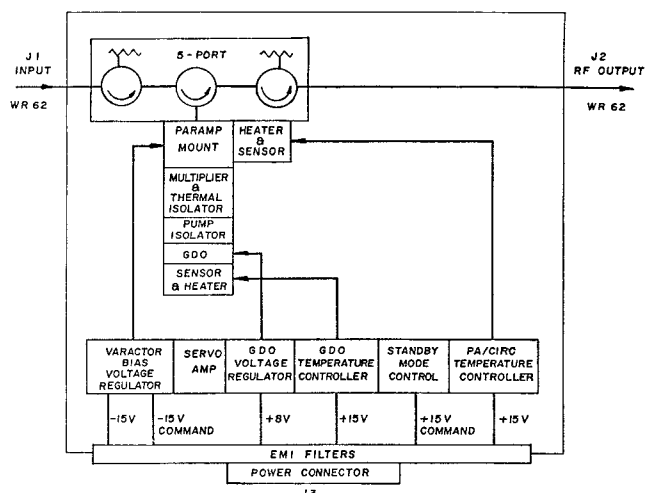 J1
INPUT
WR 62
5-PORT
J2
RF OUTPUT
WR 62
PARAMP
MOUNT
HEATER
&
SENSOR
MULTIPLIER
&
THERMAL
ISOLATOR
PUMP
ISOLATOR
GDO
SENSOR
& HEATER
VARACTOR
BIAS
VOLTAGE
REGULATOR
SERVO
AMP
GDO
VOLTAGE
REGULATOR
GDO
TEMPERATURE
CONTROLLER
STANDBY
MODE
CONTROL
PA/CIRC
TEMPERATURE
CONTROLLER
-15V
-15V
COMMAND
+8V
+15V
+15V
COMMAND
+15V
EMI FILTERS
POWER CONNECTOR